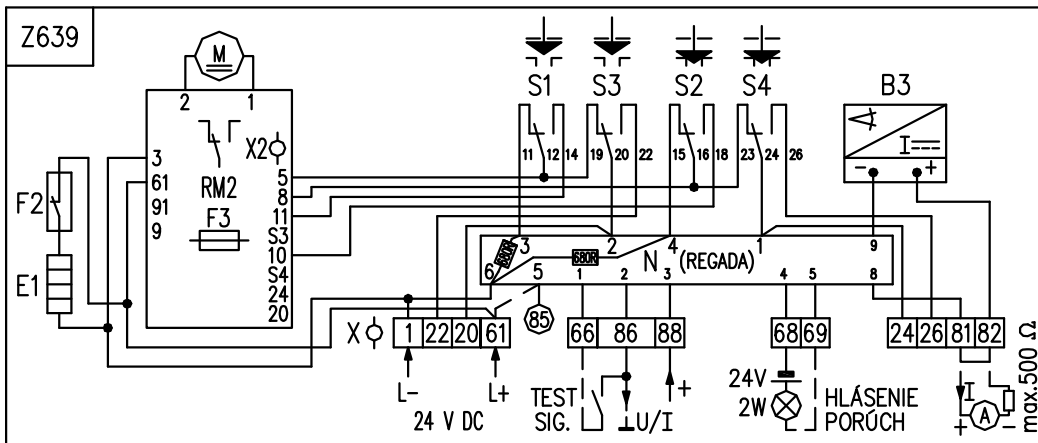 Z639
M
2 1
S1 S3 S2 S4 B3
3
61
91
9
X2
RM2
F3
5
8
11
S3
10
S4
24
20
F2
E1
11 12 14 19 20 22 15 16 18 23 24 26
I
- +
3 2 4 1 9
680R 680R
N (REGADA)
6 5 1 2 3 4 5 8
85
X 1 22 20 61 66 86 88 68 69 24 26 81 82
L- L+
24 V DC
TEST
SIG.
U/I
+
24V
2W
HLÁSENIE
PORÚCH
I
A
+ -
max.500 Ω